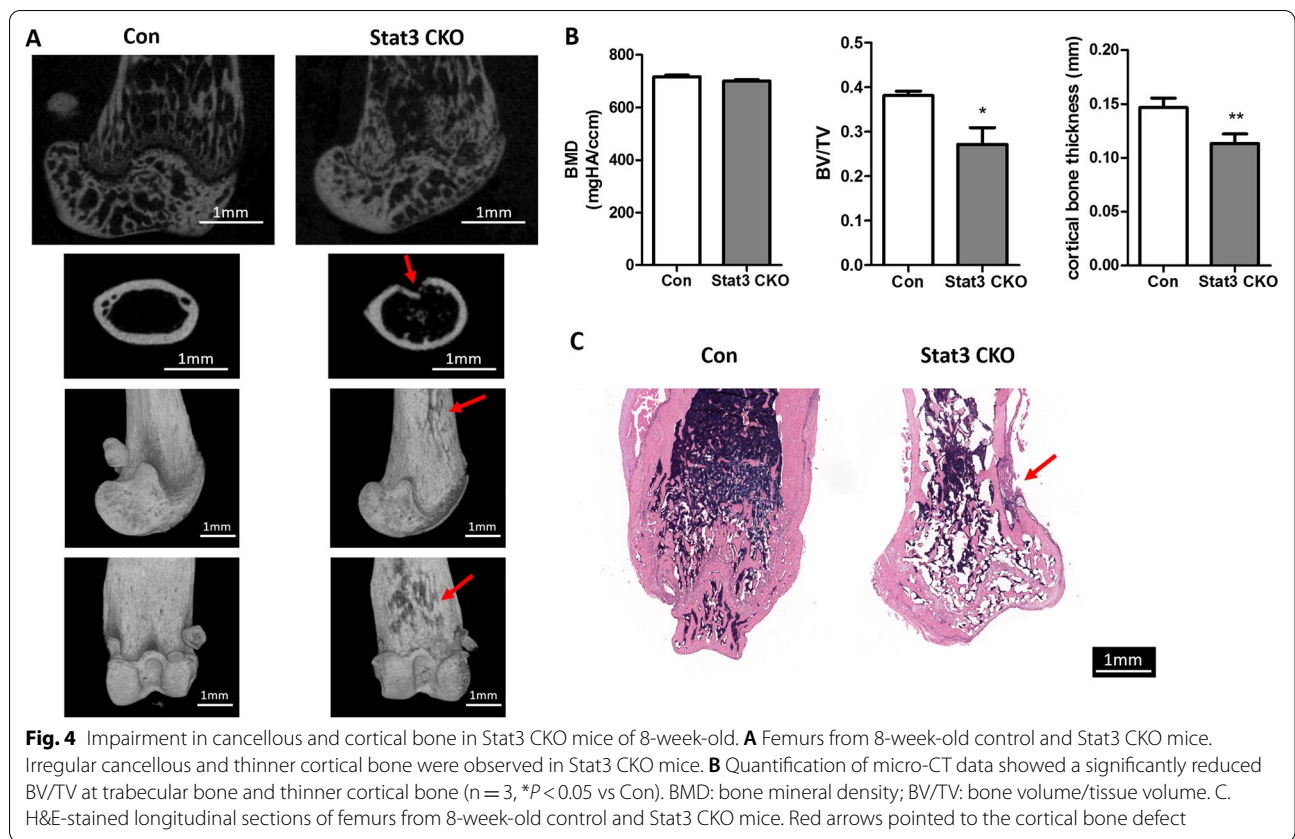 A
Con
Stat3 CKO
1mm
1mm
1mm
1mm
1mm
1mm
1mm
1mm
B
BMD
(mgHA/ccm)
800
600
400
200
0
Con
Stat3 CKO
BV/TV
0.5
0.4
0.3
0.2
0.1
0.0
*
Con
Stat3 CKO
cortical bone thickness (mm)
0.20
0.15
0.10
0.05
0.00
**
Con
Stat3 CKO
C
Con
Stat3 CKO
1mm
Fig. 4 Impairment in cancellous and cortical bone in Stat3 CKO mice of 8-week-old. A Femurs from 8-week-old control and Stat3 CKO mice.
Irregular cancellous and thinner cortical bone were observed in Stat3 CKO mice. B Quantification of micro-CT data showed a significantly reduced
BV/TV at trabecular bone and thinner cortical bone (n = 3, *P < 0.05 vs Con). BMD: bone mineral density; BV/TV: bone volume/tissue volume. C.
H&E-stained longitudinal sections of femurs from 8-week-old control and Stat3 CKO mice. Red arrows pointed to the cortical bone defect